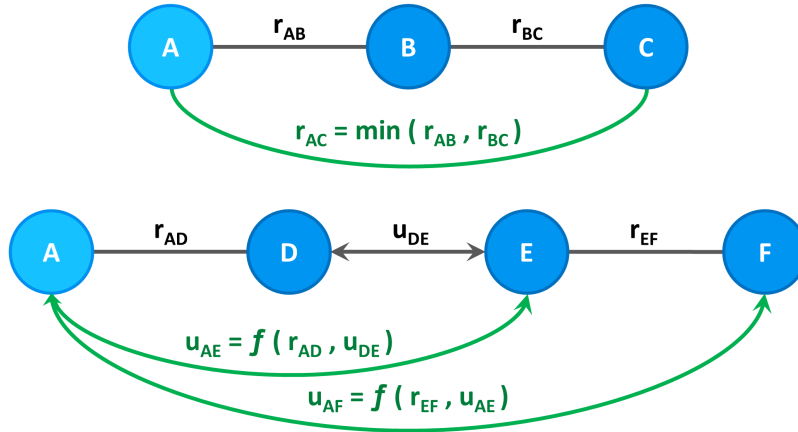 r_AB r_BC
A B C
r_AC = min ( r_AB , r_BC )
r_AD u_DE r_EF
A D E F
u_AE = f ( r_AD , u_DE )
u_AF = f ( r_EF , u_AE )